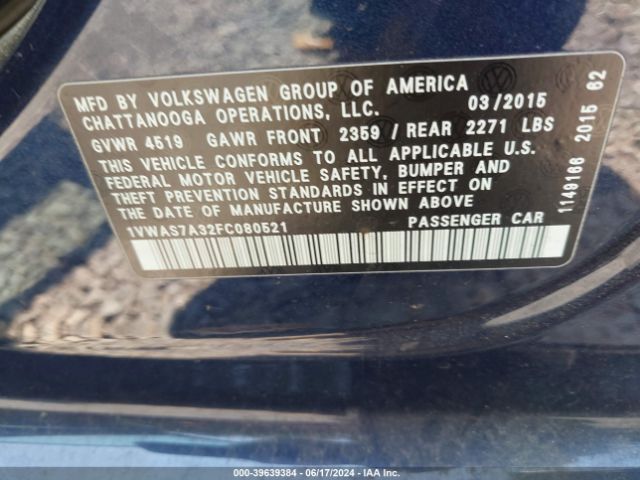 MFD BY VOLKSWAGEN GROUP OF AMERICA
CHATTANOOGA OPERATIONS, LLC. 03/2015
GVWR 4519 GAWR FRONT 2359 / REAR 2271 LBS
THIS VEHICLE CONFORMS TO ALL APPLICABLE U.S.
FEDERAL MOTOR VEHICLE SAFETY, BUMPER AND
THEFT PREVENTION STANDARDS IN EFFECT ON
THE DATE OF MANUFACTURE SHOWN ABOVE
1VWAS7A32FC080521 PASSENGER CAR
1149166 2015 62
000-39639384 - 06/17/2024 - IAA Inc.